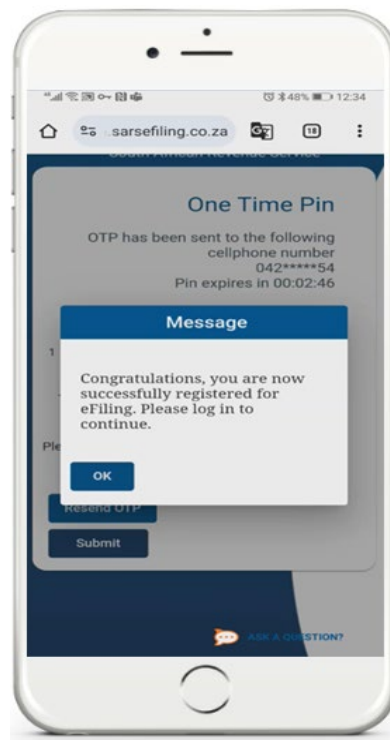 48% 12:34
.sarsefiling.co.za 18
South African Revenue Service
One Time Pin
OTP has been sent to the following
cellphone number
042*****54
Pin expires in 00:02:46
Message
1
Congratulations, you are now
successfully registered for
eFiling. Please log in to
continue.
Ple
OK
Resend OTP
Submit
ASK A QUESTION?